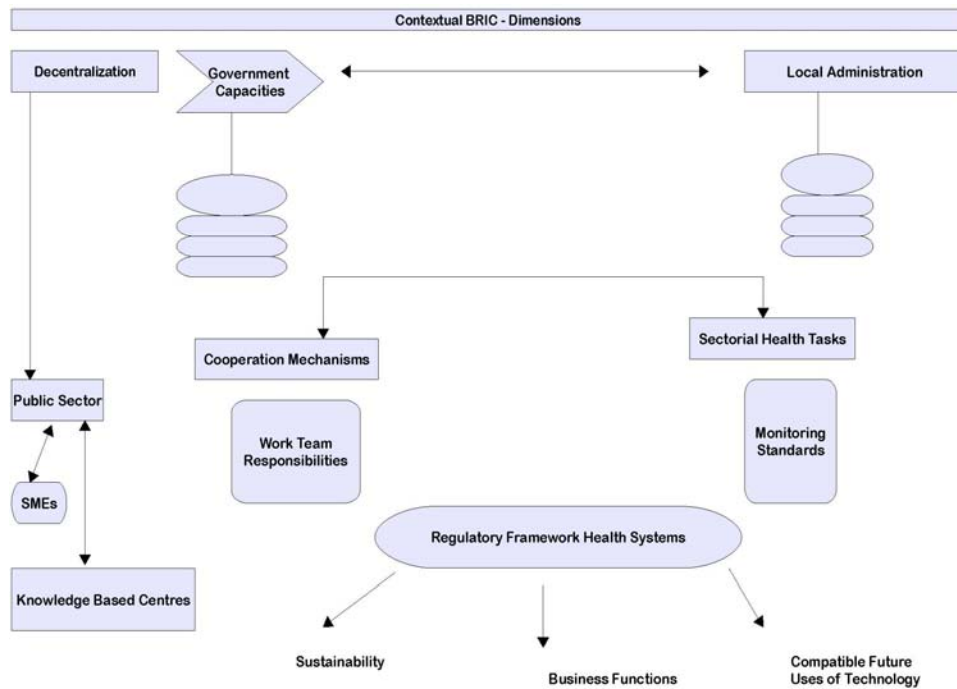 Contextual BRIC - Dimensions
Decentralization
Government
Capacities
Local Administration
Cooperation Mechanisms
Sectorial Health Tasks
Public Sector
Work Team
Responsibilities
Monitoring
Standards
SMEs
Regulatory Framework Health Systems
Knowledge Based Centres
Sustainability
Business Functions
Compatible Future
Uses of Technology